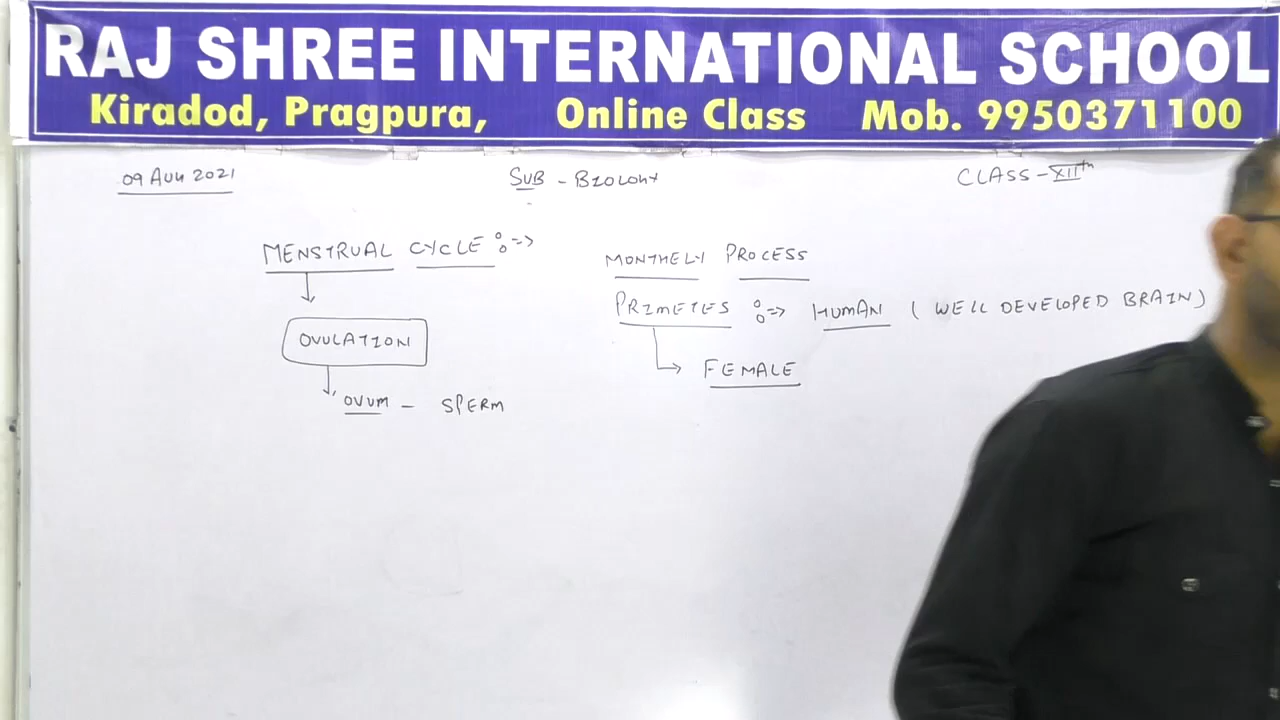 RAJ SHREE INTERNATIONAL SCHOOL
Kiradod, Pragpura, Online Class Mob. 9950371100
09 AUG 2021 SUB - BIOLOGY CLASS - XIIth
MENSTRUAL CYCLE :=> MONTHELY PROCESS
PRIMETES :=> HUMAN ( WELL DEVELOPED BRAIN)
OVULATION
FEMALE
OVUM - SPERM